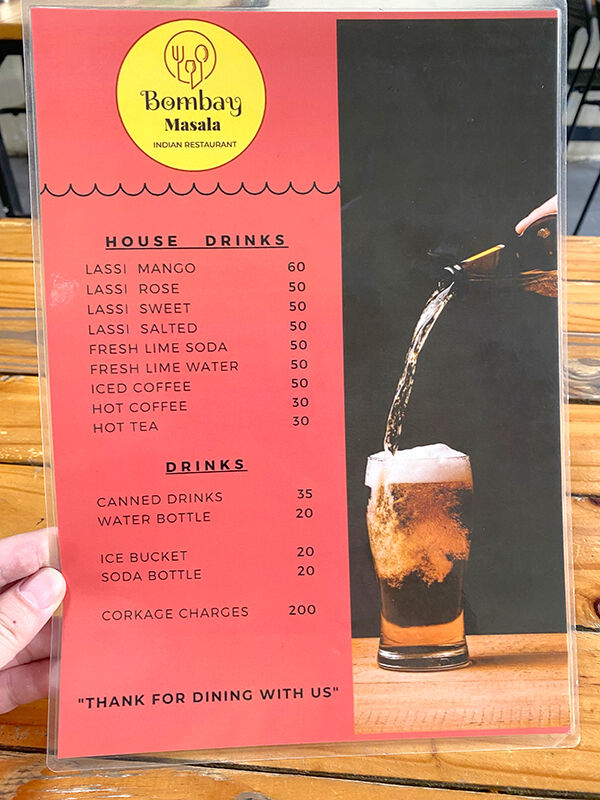 Bombay
Masala
INDIAN RESTAURANT
HOUSE DRINKS
LASSI MANGO 60
LASSI ROSE 50
LASSI SWEET 50
LASSI SALTED 50
FRESH LIME SODA 50
FRESH LIME WATER 50
ICED COFFEE 50
HOT COFFEE 30
HOT TEA 30
DRINKS
CANNED DRINKS 35
WATER BOTTLE 20
ICE BUCKET 20
SODA BOTTLE 20
CORKAGE CHARGES 200
"THANK FOR DINING WITH US"